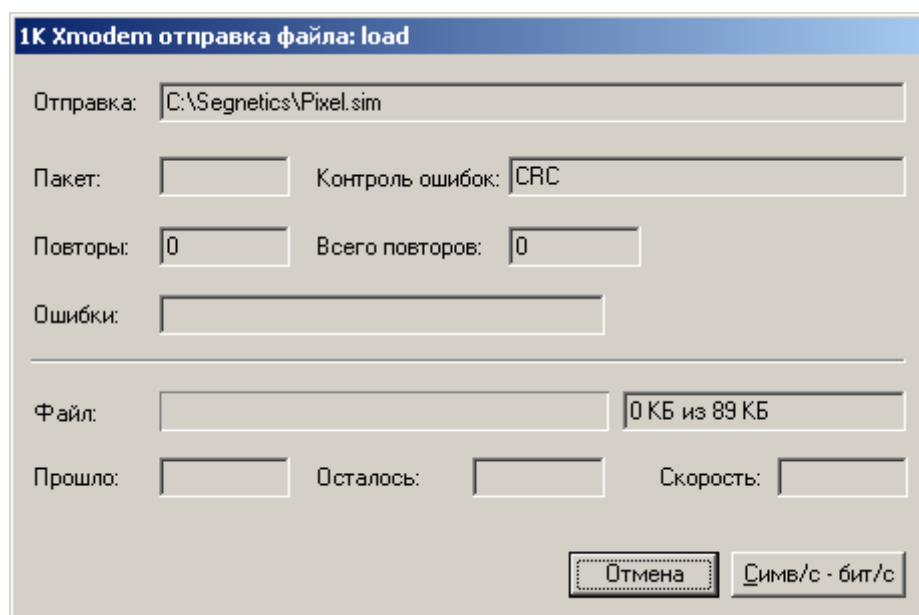 1K Xmodem отправка файла: load
Отправка: C:\Segnetics\Pixel.sim
Пакет: Контроль ошибок: CRC
Повторы: 0 Всего повторов: 0
Ошибки:
Файл: 0 КБ из 89 КБ
Прошло: Осталось: Скорость:
Отмена Симв/с - бит/с